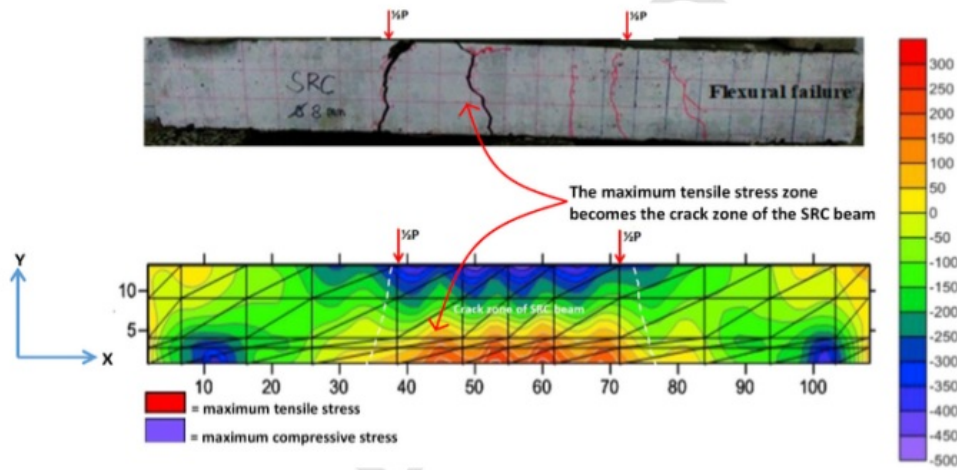 ½P
½P
SRC
Ø 8 mm
Flexural failure
The maximum tensile stress zone
becomes the crack zone of the SRC beam
½P
½P
Y
X
10
5
Crack zone of SRC beam
10
20
30
40
50
60
70
80
90
100
= maximum tensile stress
= maximum compressive stress
300
250
200
150
100
50
0
-50
-100
-150
-200
-250
-300
-350
-400
-450
-500